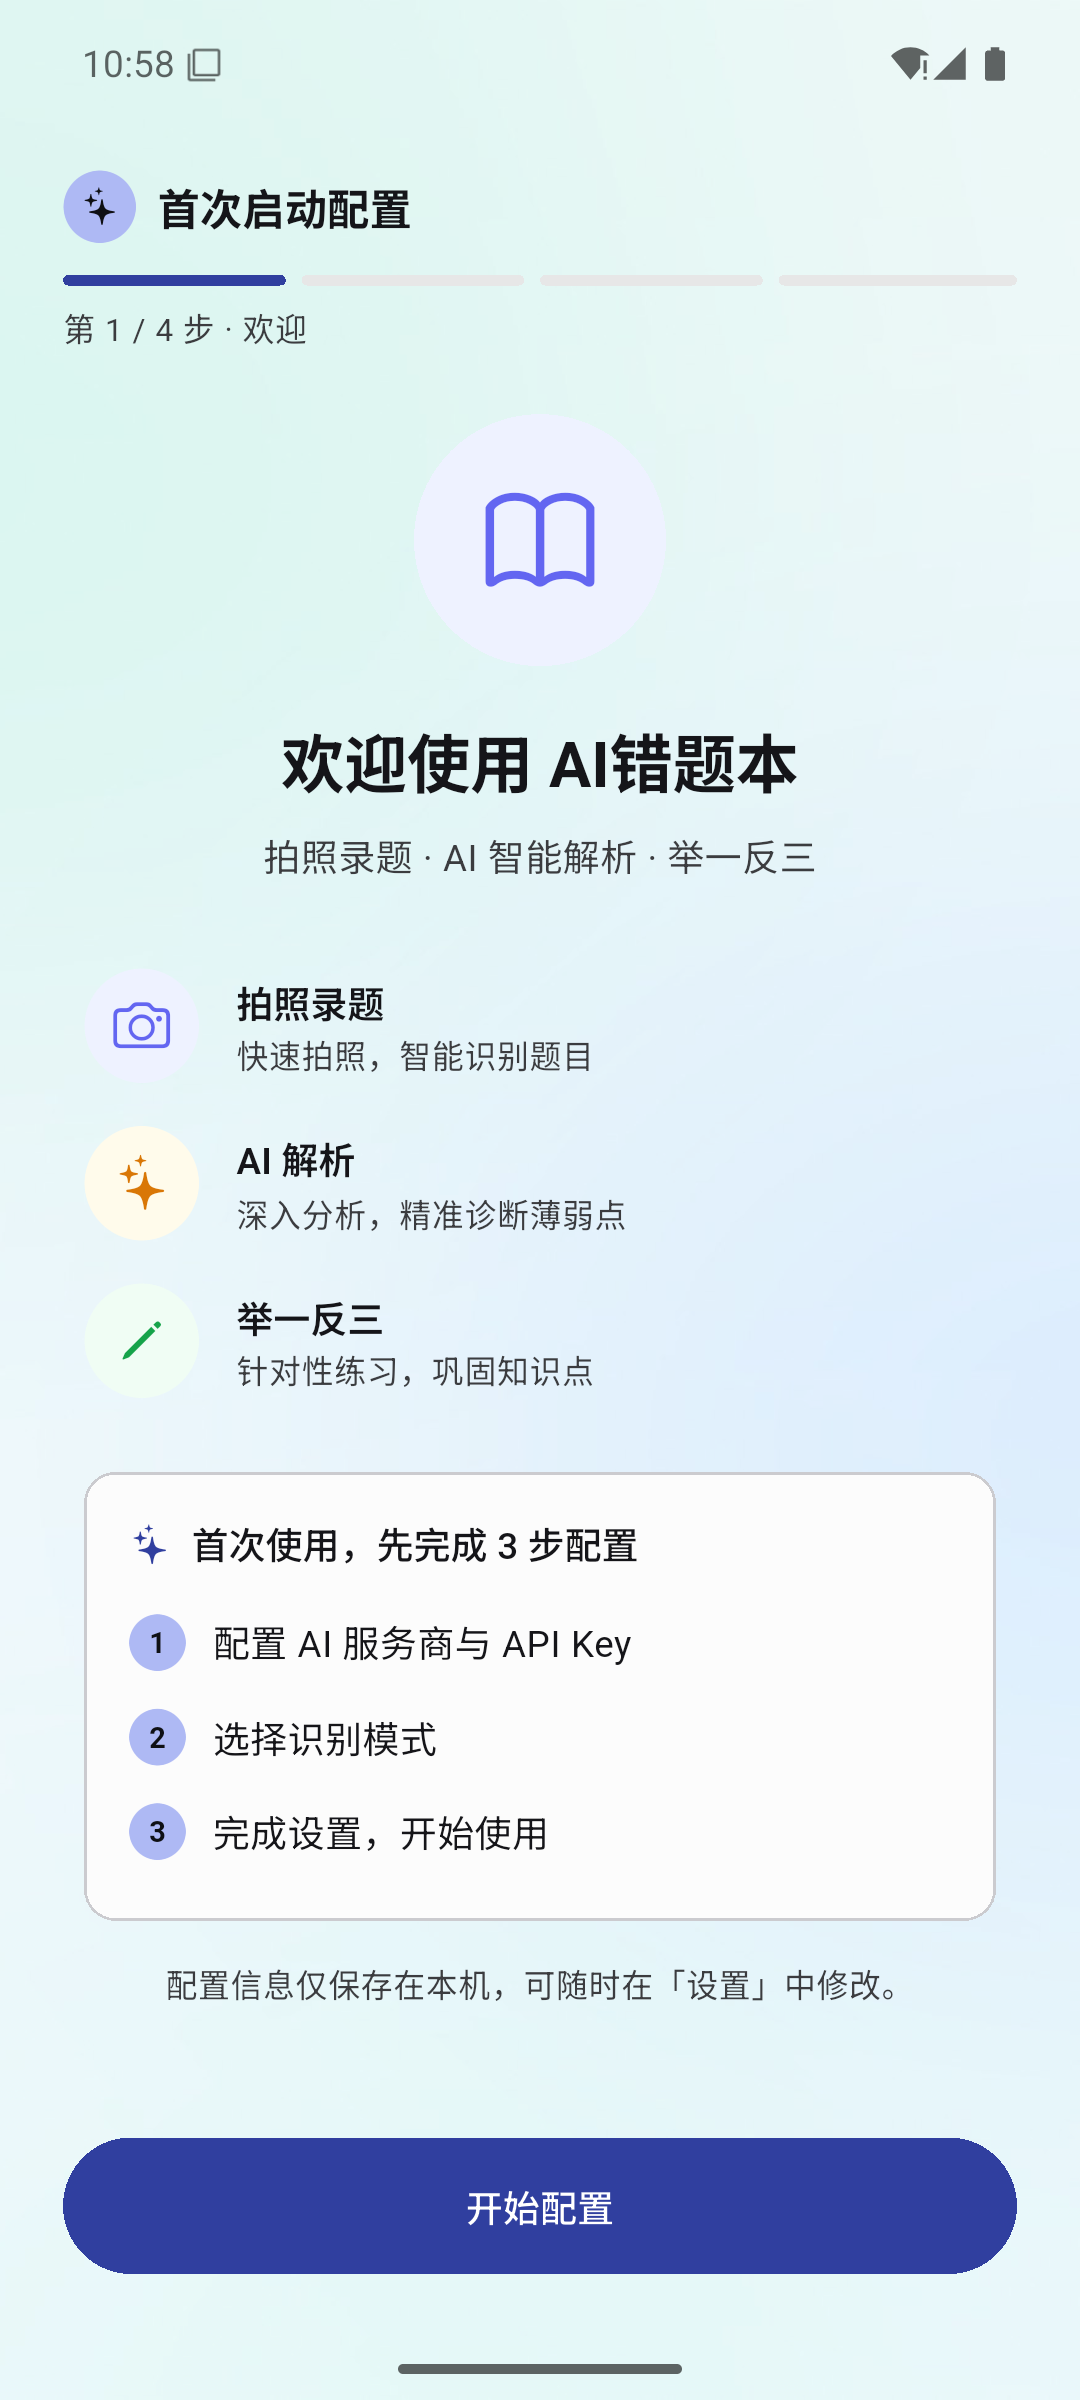 10:58
首次启动配置
第 1 / 4 步 · 欢迎
欢迎使用 AI错题本
拍照录题 · AI 智能解析 · 举一反三
拍照录题
快速拍照，智能识别题目
AI 解析
深入分析，精准诊断薄弱点
举一反三
针对性练习，巩固知识点
首次使用，先完成 3 步配置
1 配置 AI 服务商与 API Key
2 选择识别模式
3 完成设置，开始使用
配置信息仅保存在本机，可随时在「设置」中修改。
开始配置